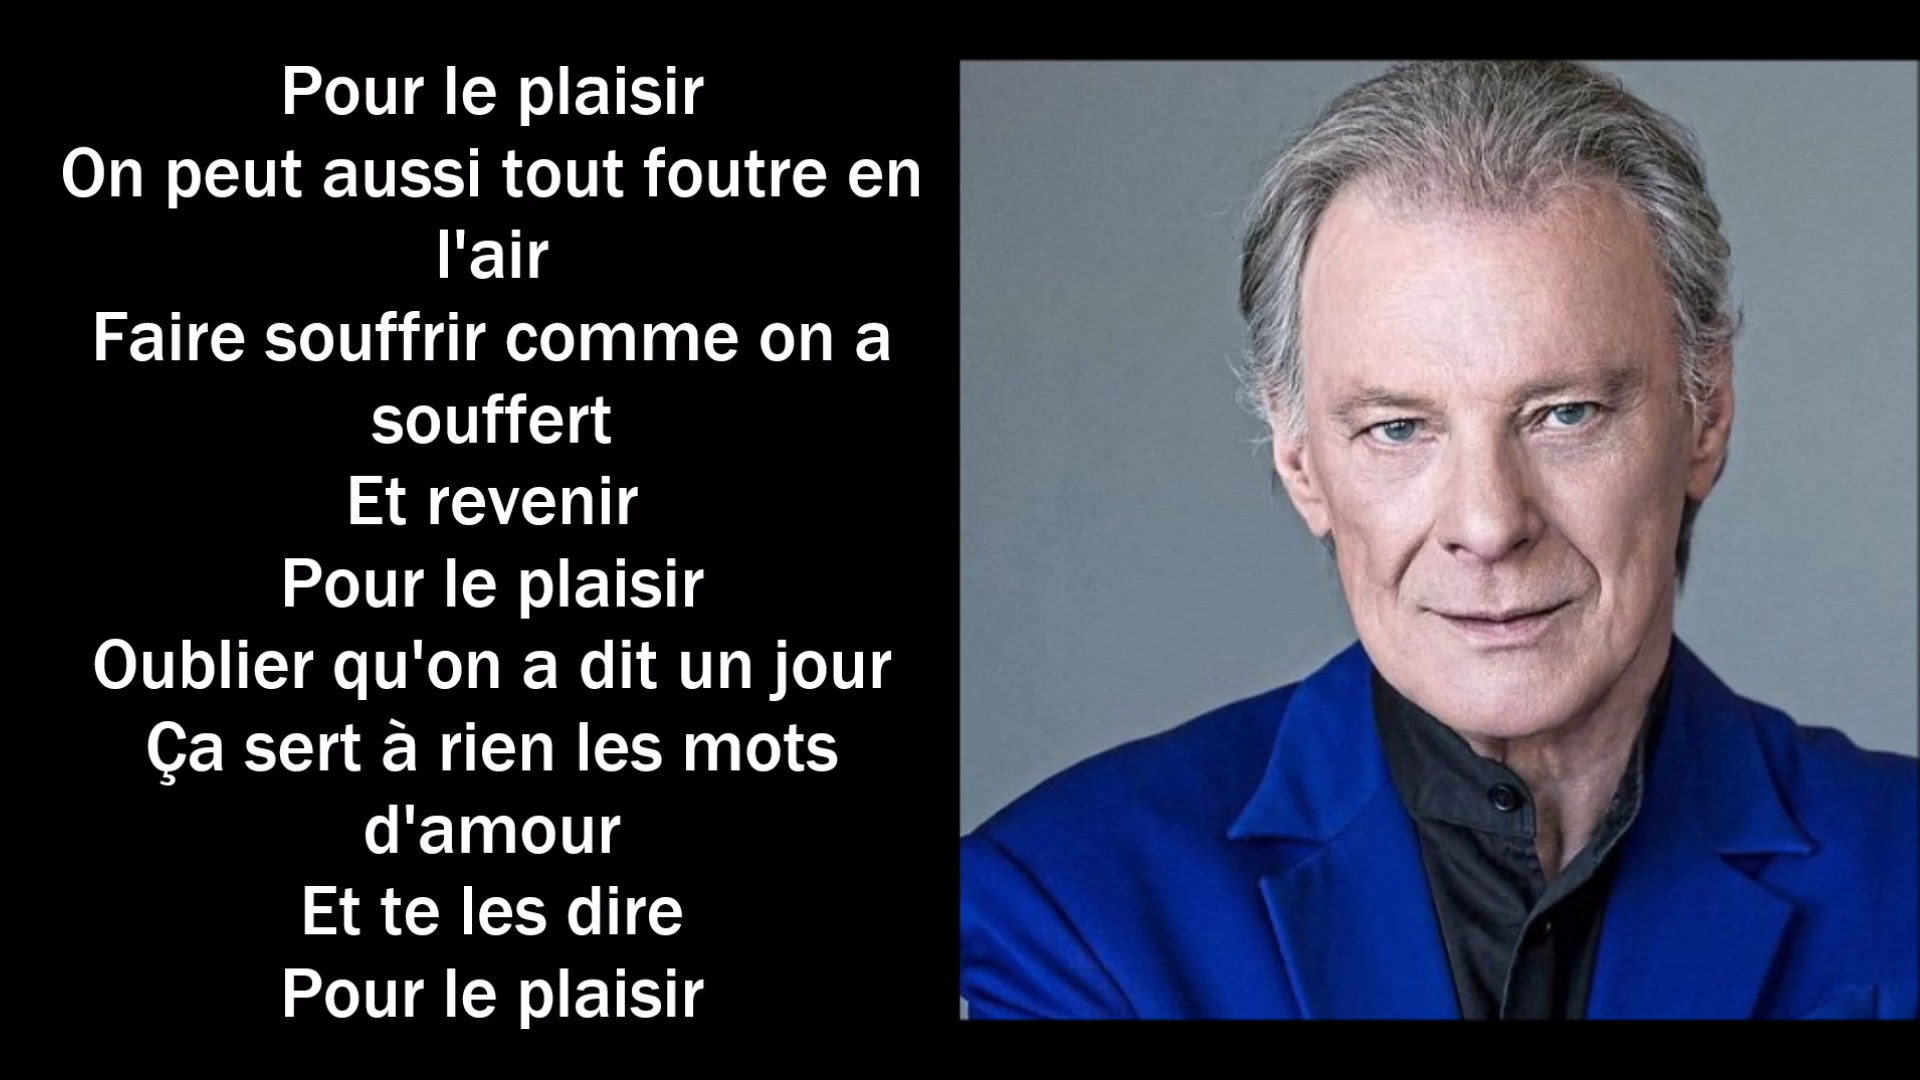 Pour le plaisir
On peut aussi tout foutre en
l'air
Faire souffrir comme on a
souffert
Et revenir
Pour le plaisir
Oublier qu'on a dit un jour
Ça sert à rien les mots
d'amour
Et te les dire
Pour le plaisir